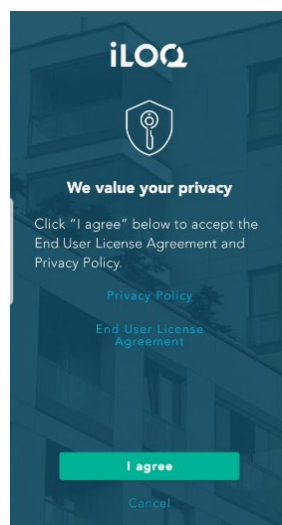 iLOQ
We value your privacy
Click "I agree" below to accept the
End User License Agreement and
Privacy Policy.
Privacy Policy
End User License
Agreement
I agree
Cancel